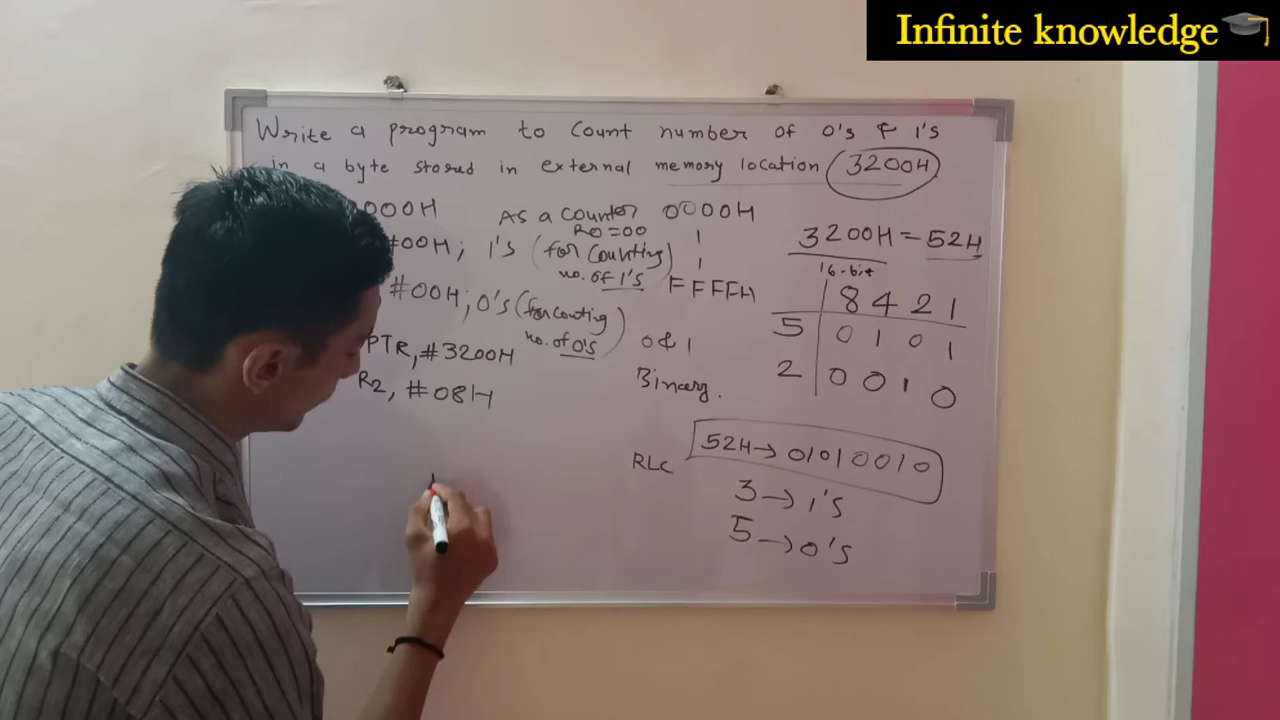 Infinite knowledge
Write a program to Count number of 0's & 1's
in a byte stored in external memory location 3200H
000H
As a Counter 0000H
R0=00
1
1
FFFFH
#00H; 1's (for Counting
no. of 1's)
#00H; 0's (for couting
no. of 0's)
PTR, #3200H
R2, #08H
0 & 1
Binary.
3200H = 52H
16-bit
8 4 2 1
5 0 1 0 1
2 0 0 1 0
RLC
52H → 01010010
3 → 1's
5 → 0's